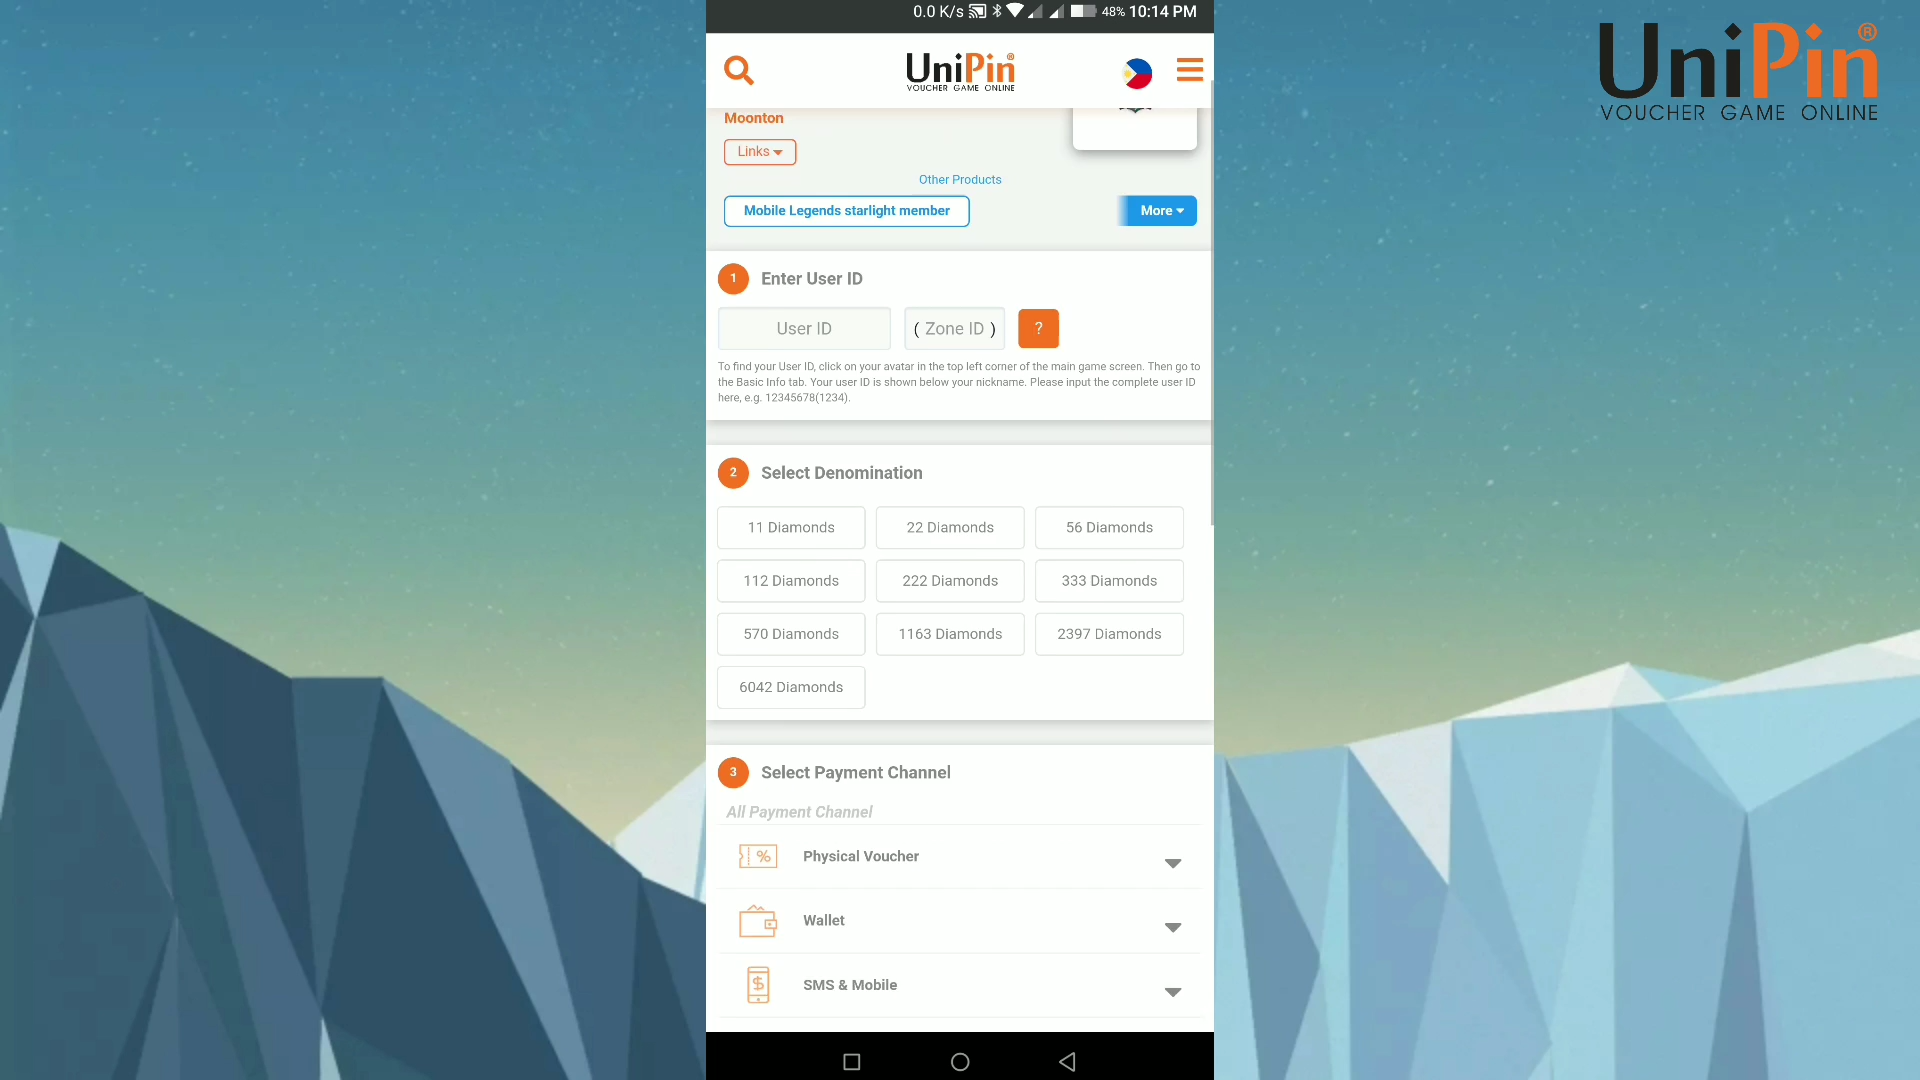 0.0 K/s 48% 10:14 PM
UniPin®
VOUCHER GAME ONLINE
UniPin®
VOUCHER GAME ONLINE
Moonton
Links
Other Products
Mobile Legends starlight member
More
1 Enter User ID
User ID ( Zone ID ) ?
To find your User ID, click on your avatar in the top left corner of the main game screen. Then go to
the Basic Info tab. Your user ID is shown below your nickname. Please input the complete user ID
here, e.g. 12345678(1234).
2 Select Denomination
11 Diamonds 22 Diamonds 56 Diamonds
112 Diamonds 222 Diamonds 333 Diamonds
570 Diamonds 1163 Diamonds 2397 Diamonds
6042 Diamonds
3 Select Payment Channel
All Payment Channel
% Physical Voucher
Wallet
$ SMS & Mobile